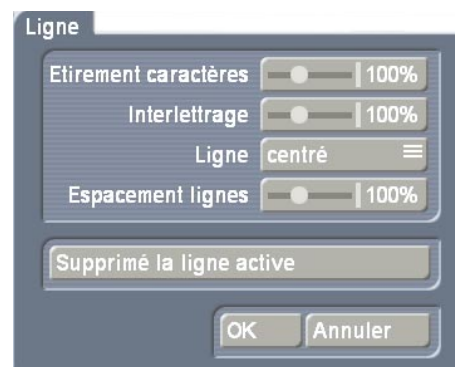 Ligne
Etirement caractères 100%
Interlettrage 100%
Ligne centré
Espacement lignes 100%
Supprimé la ligne active
OK Annuler